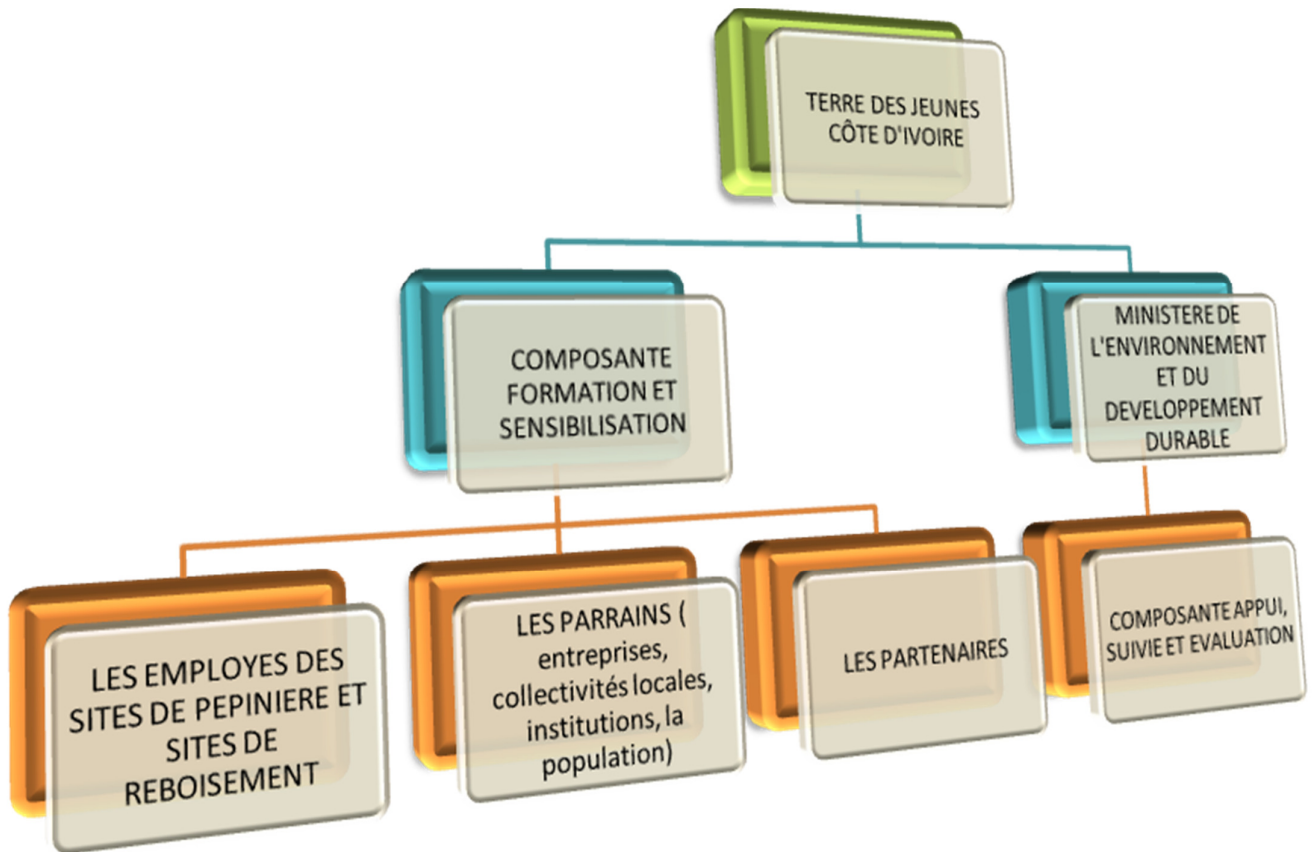 TERRE DES JEUNES
CÔTE D'IVOIRE
COMPOSANTE
FORMATION ET
SENSIBILISATION
MINISTERE DE
L'ENVIRONNEMENT
ET DU
DEVELOPPEMENT
DURABLE
LES EMPLOYES DES
SITES DE PEPINIERE ET
SITES DE
REBOISEMENT
LES PARRAINS (
entreprises,
collectivités locales,
institutions, la
population)
LES PARTENAIRES
COMPOSANTE APPUI,
SUIVIE ET EVALUATION